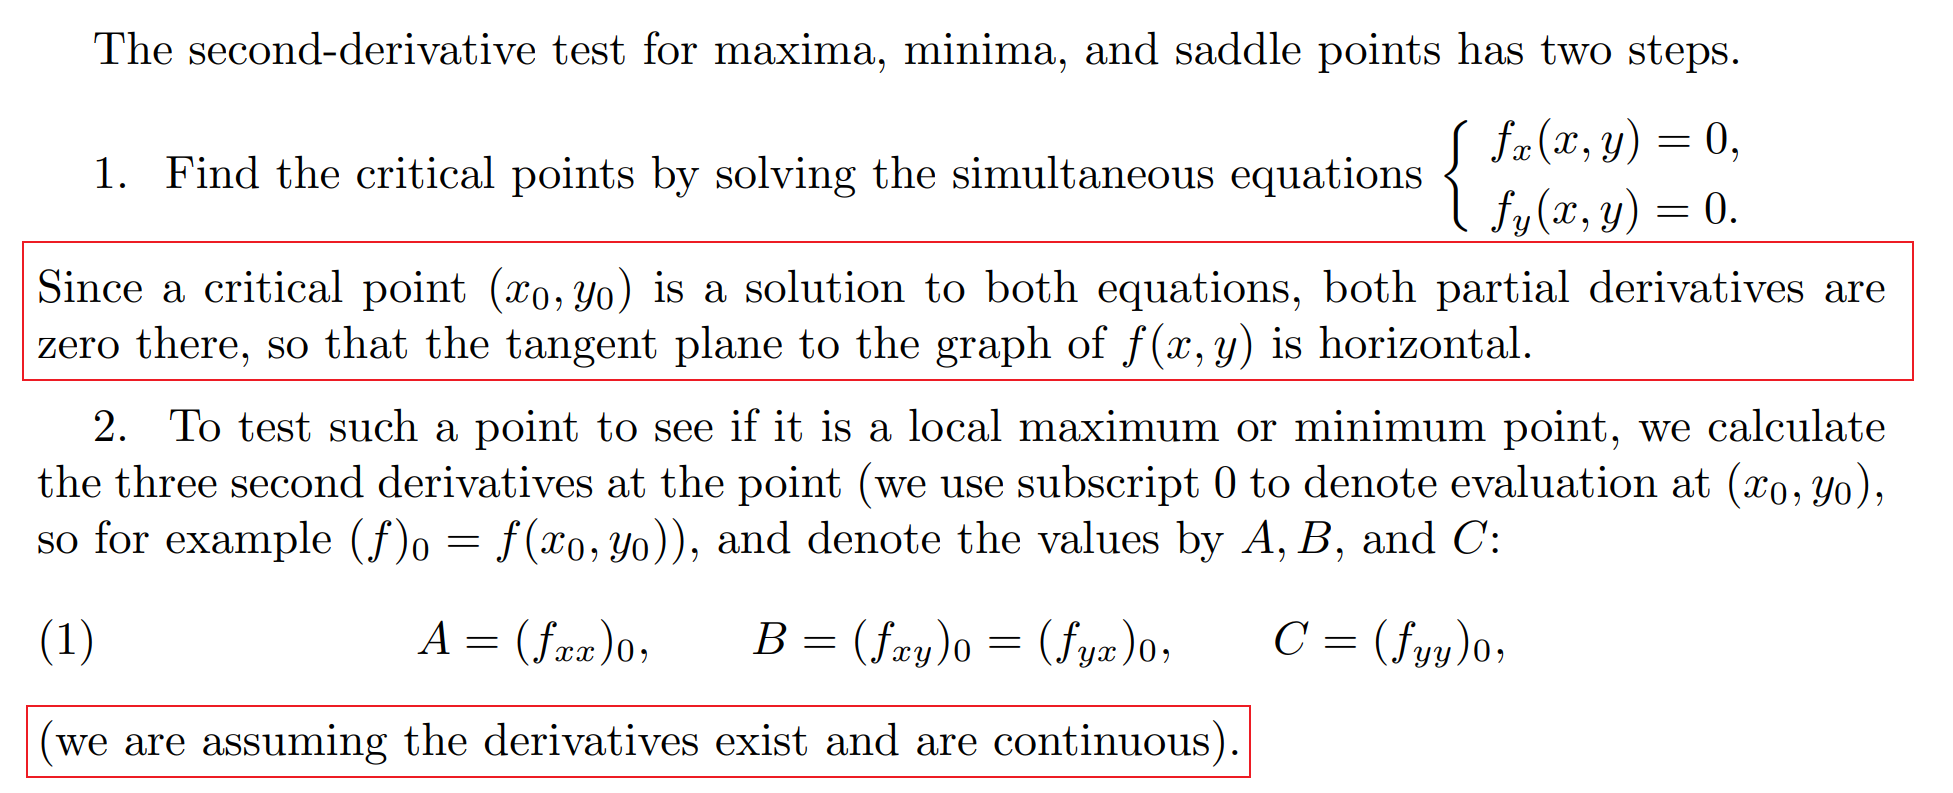 The second-derivative test for maxima, minima, and saddle points has two steps.
1. Find the critical points by solving the simultaneous equations { f_x(x, y) = 0,
f_y(x, y) = 0.
Since a critical point (x_0, y_0) is a solution to both equations, both partial derivatives are
zero there, so that the tangent plane to the graph of f(x, y) is horizontal.
2. To test such a point to see if it is a local maximum or minimum point, we calculate
the three second derivatives at the point (we use subscript 0 to denote evaluation at (x_0, y_0),
so for example (f)_0 = f(x_0, y_0)), and denote the values by A, B, and C:
(1) A = (f_{xx})_0, B = (f_{xy})_0 = (f_{yx})_0, C = (f_{yy})_0,
(we are assuming the derivatives exist and are continuous).